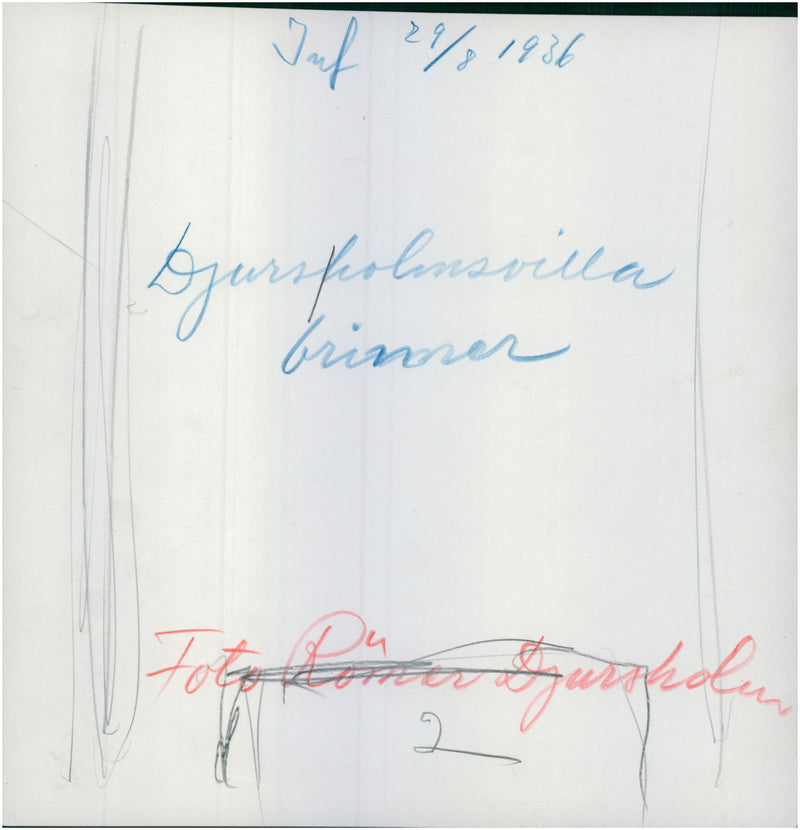 Inf 29/8 1936
Djursholmsvilla
brinner
Foto Römer Djursholm
2